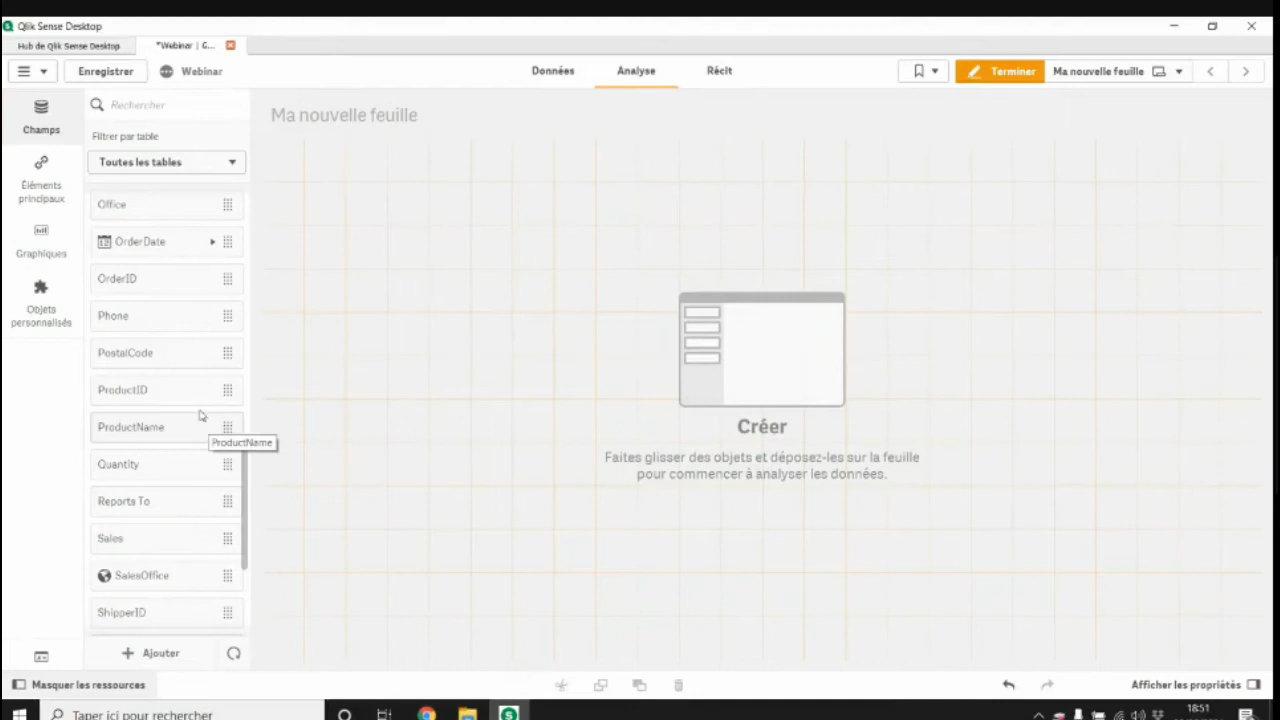 Qlik Sense Desktop
Hub de Qlik Sense Desktop
*Webinar | G...
Enregistrer
Webinar
Données
Analyse
Récit
Terminer
Ma nouvelle feuille
Champs
Rechercher
Filtrer par table
Toutes les tables
Éléments
principaux
Graphiques
Objets
personnalisés
Office
OrderDate
OrderID
Phone
PostalCode
ProductID
ProductName
ProductName
Quantity
Reports To
Sales
SalesOffice
ShipperID
Ajouter
Ma nouvelle feuille
Créer
Faites glisser des objets et déposez-les sur la feuille
pour commencer à analyser les données.
Masquer les ressources
Afficher les propriétés
Taper ici pour rechercher
18:51